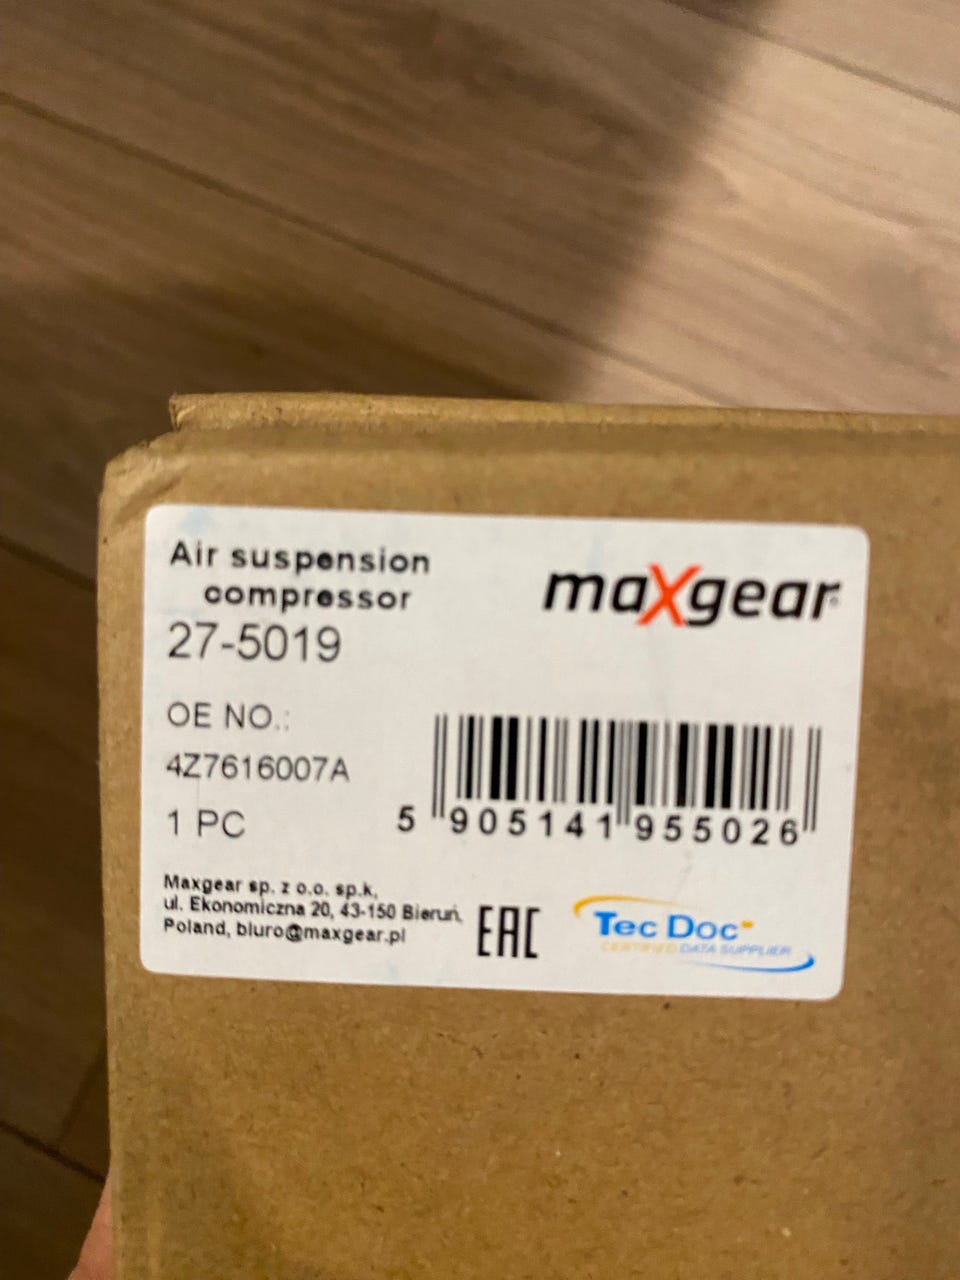 Air suspension
compressor
27-5019
maXgear
OE NO.:
4Z7616007A
1 PC
5 905141 955026
Maxgear sp. z o.o. sp.k,
ul. Ekonomiczna 20, 43-150 Bieruń,
Poland, biuro@maxgear.pl
EAC
Tec Doc
CERTIFIED DATA SUPPLIER